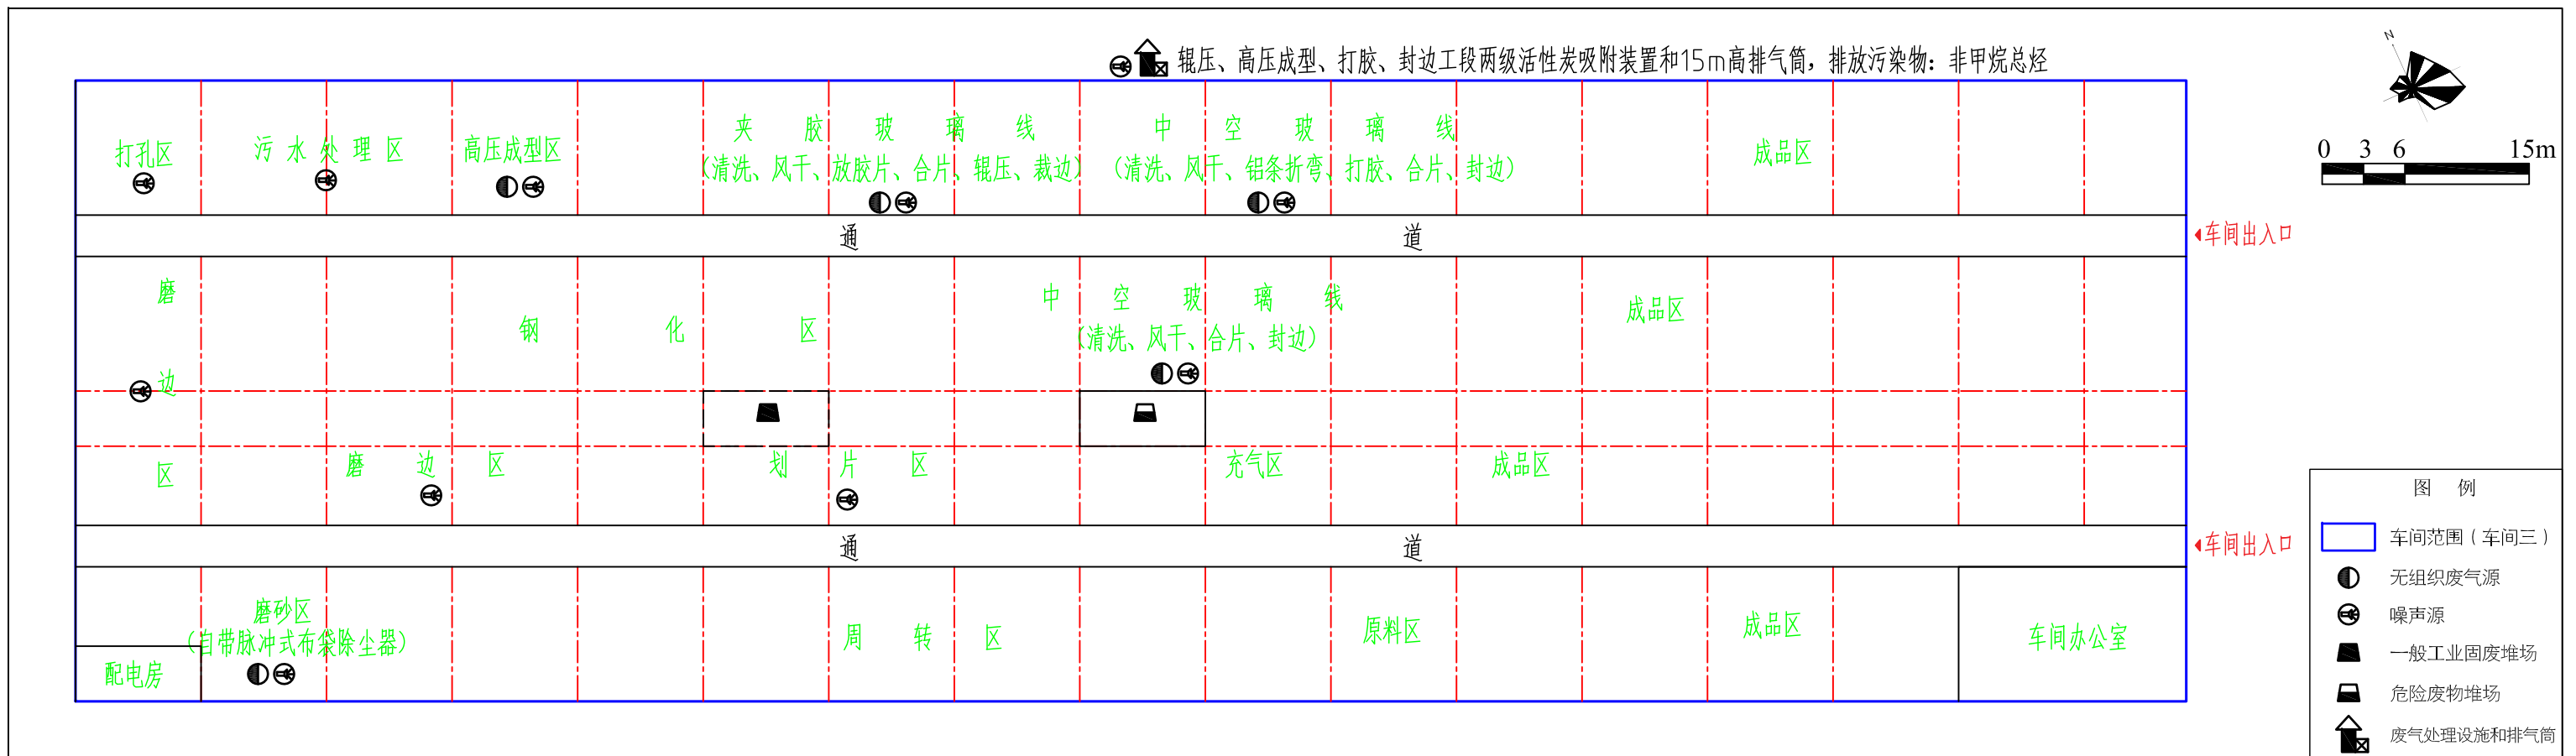 辊压、高压成型、打胶、封边工段两级活性炭吸附装置和15m高排气筒，排放污染物：非甲烷总烃
N
0 3 6 15m
打孔区
污水处理区
高压成型区
夹胶玻璃线
（清洗、风干、放胶片、合片、辊压、裁边）
中空玻璃线
（清洗、风干、铝条折弯、打胶、合片、封边）
成品区
通道
车间出入口
磨边区
钢化区
中空玻璃线
（清洗、风干、合片、封边）
成品区
磨边区
划片区
充气区
成品区
通道
车间出入口
磨砂区
（自带脉冲式布袋除尘器）
配电房
周转区
原料区
成品区
车间办公室
图例
车间范围（车间三）
无组织废气源
噪声源
一般工业固废堆场
危险废物堆场
废气处理设施和排气筒